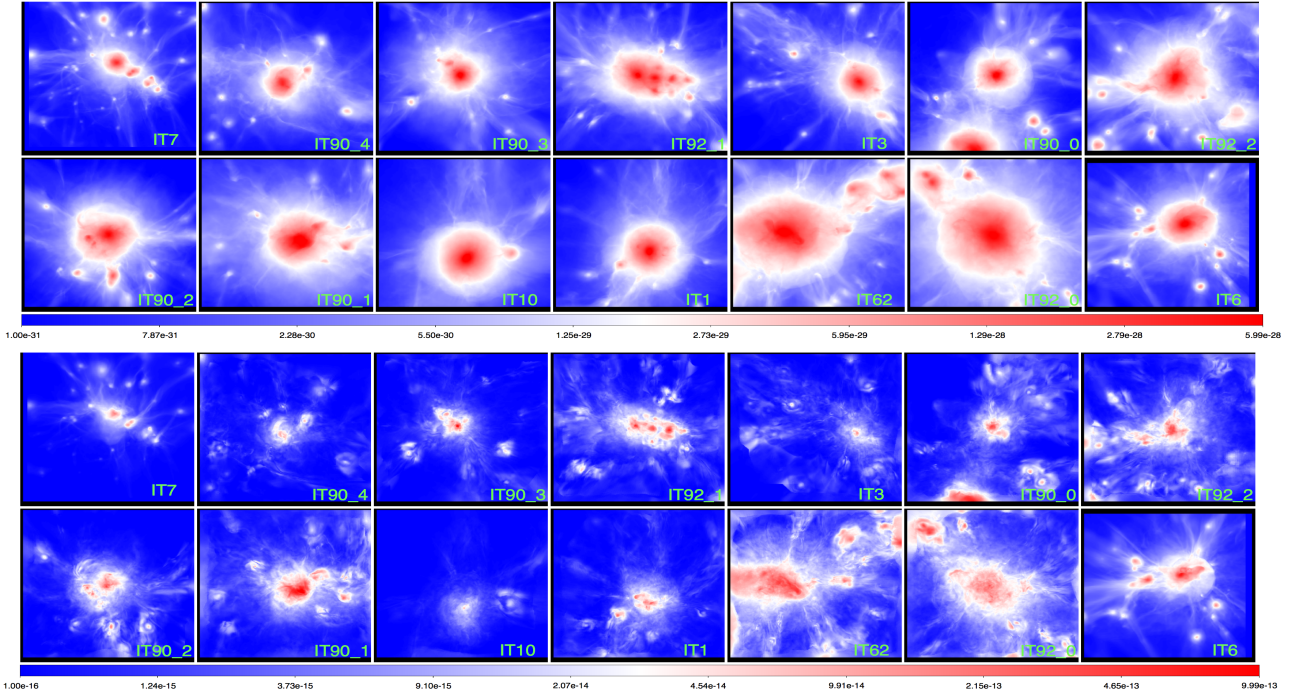 IT7 IT90_4 IT90_3 IT92_1 IT3 IT90_0 IT92_2
IT90_2 IT90_1 IT10 IT1 IT62 IT92_0 IT6
1.00e-31 7.87e-31 2.28e-30 5.50e-30 1.25e-29 2.73e-29 5.95e-29 1.29e-28 2.79e-28 5.99e-28
IT7 IT90_4 IT90_3 IT92_1 IT3 IT90_0 IT92_2
IT90_2 IT90_1 IT10 IT1 IT62 IT92_0 IT6
1.00e-16 1.24e-15 3.73e-15 9.10e-15 2.07e-14 4.54e-14 9.91e-14 2.15e-13 4.65e-13 9.99e-13